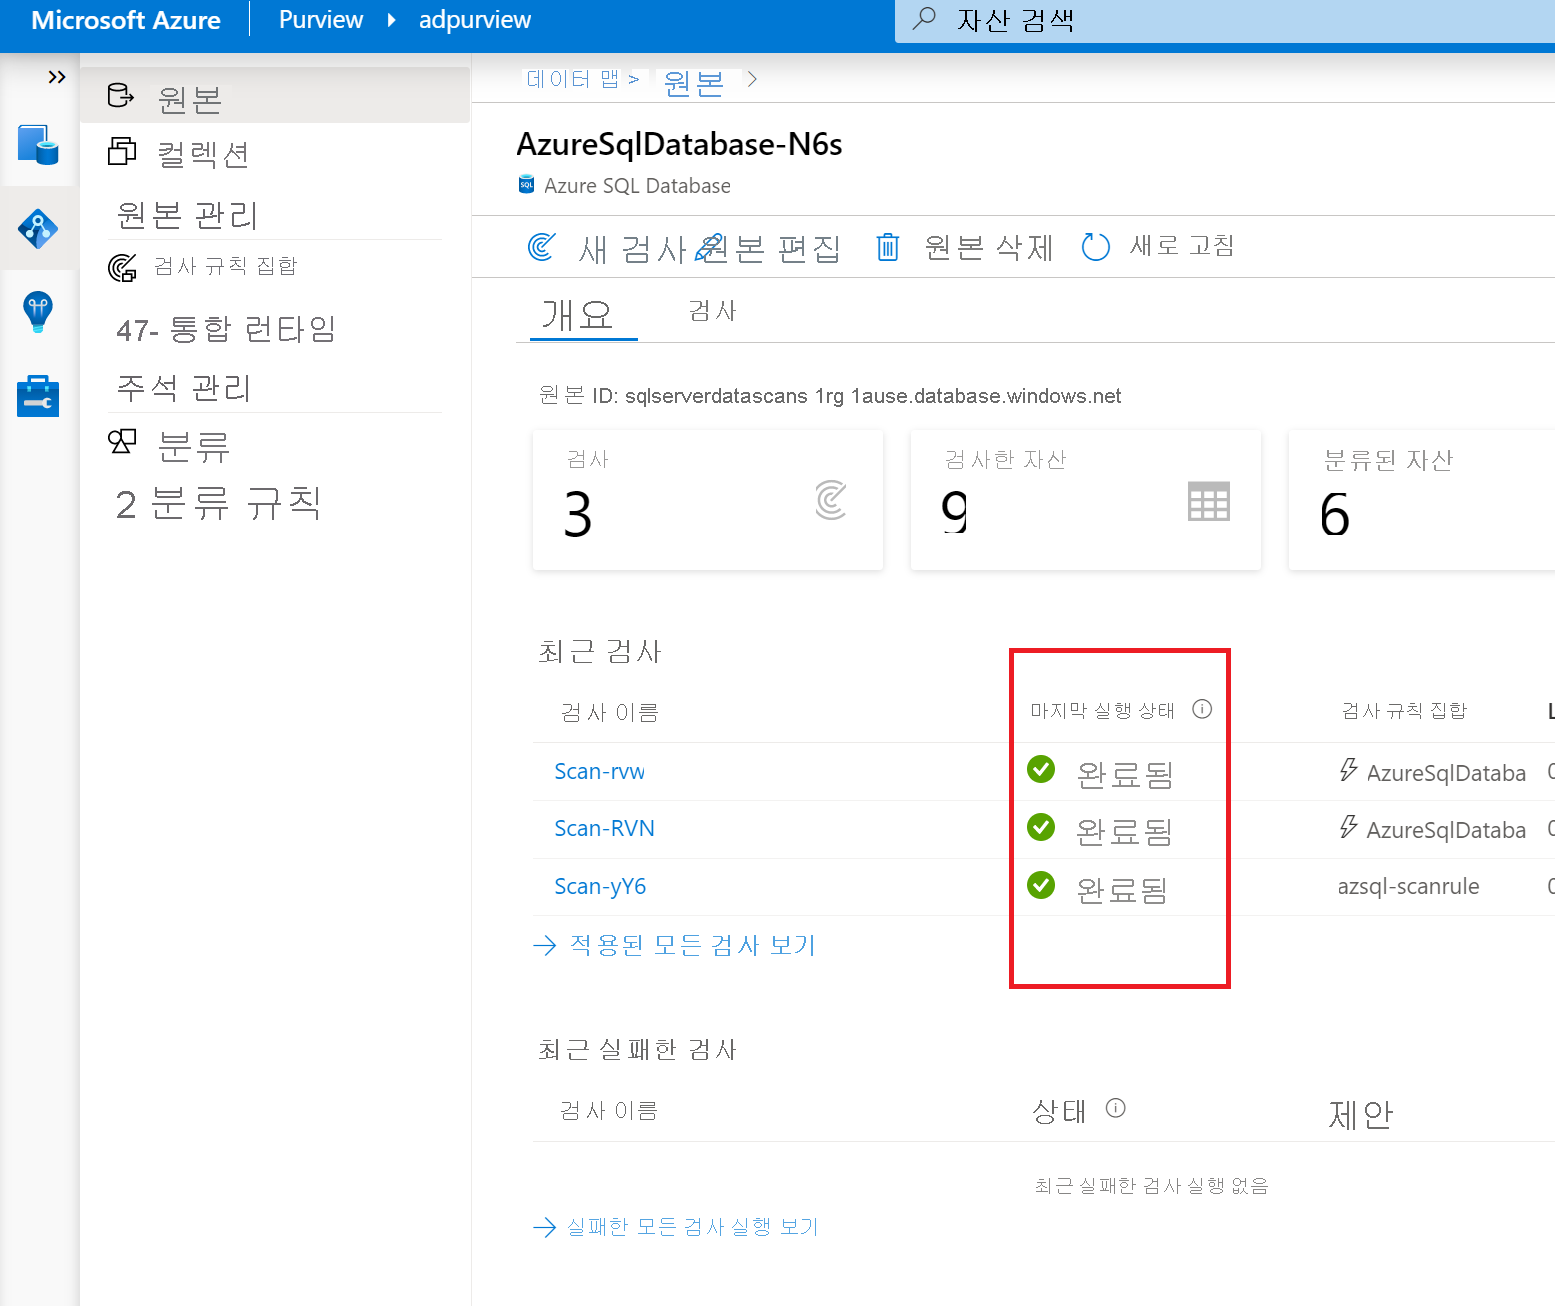 Microsoft Azure
Purview
adpurview
자산 검색
원본
컬렉션
원본 관리
검사 규칙 집합
47- 통합 런타임
주석 관리
분류
2 분류 규칙
데이터 맵 > 원본 >
AzureSqlDatabase-N6s
SQL Azure SQL Database
새 검사 원본 편집 원본 삭제 새로 고침
개요 검사
원본 ID: sqlserverdatascans 1rg 1ause.database.windows.net
검사
3
검사한 자산
9
분류된 자산
6
최근 검사
검사 이름 마지막 실행 상태 검사 규칙 집합 L
Scan-rvw 완료됨 AzureSqlDataba 0
Scan-RVN 완료됨 AzureSqlDataba 0
Scan-yY6 완료됨 azsql-scanrule 0
적용된 모든 검사 보기
최근 실패한 검사
검사 이름 상태 제안
최근 실패한 검사 실행 없음
실패한 모든 검사 실행 보기